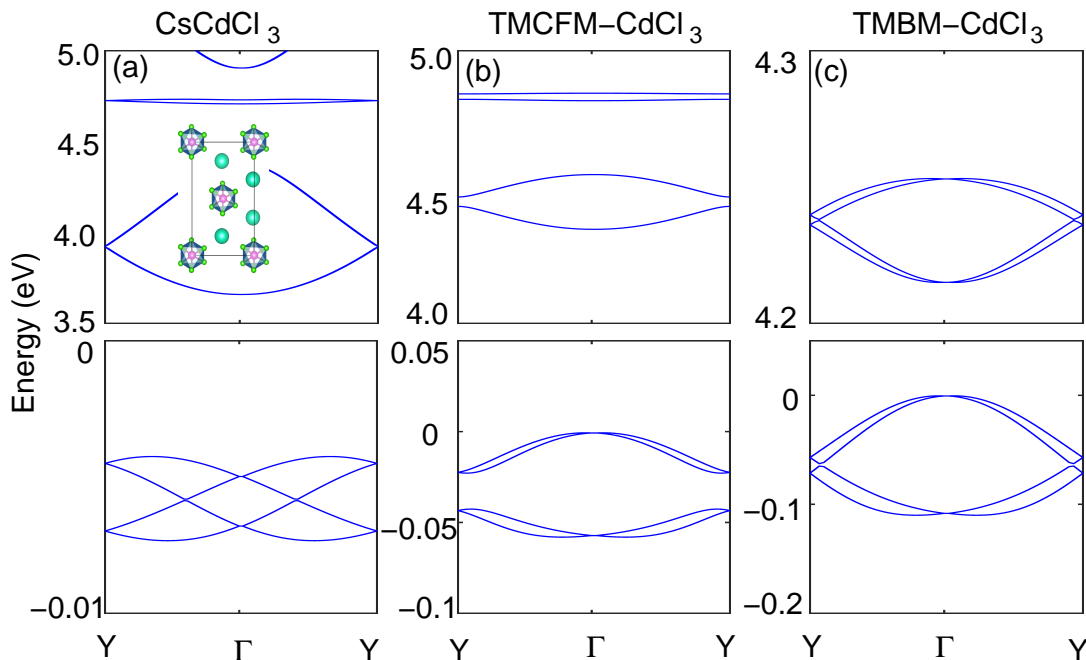 CsCdCl3 TMCFM−CdCl3 TMBM−CdCl3
5.0 (a) 5.0 (b) 4.3 (c)
4.5
4.5
4.0
4.0
3.5 4.2
Energy (eV)
0 0.05
0 0
−0.05
−0.1
−0.01 −0.1 −0.2
Y Γ Y Y Γ Y Y Γ Y